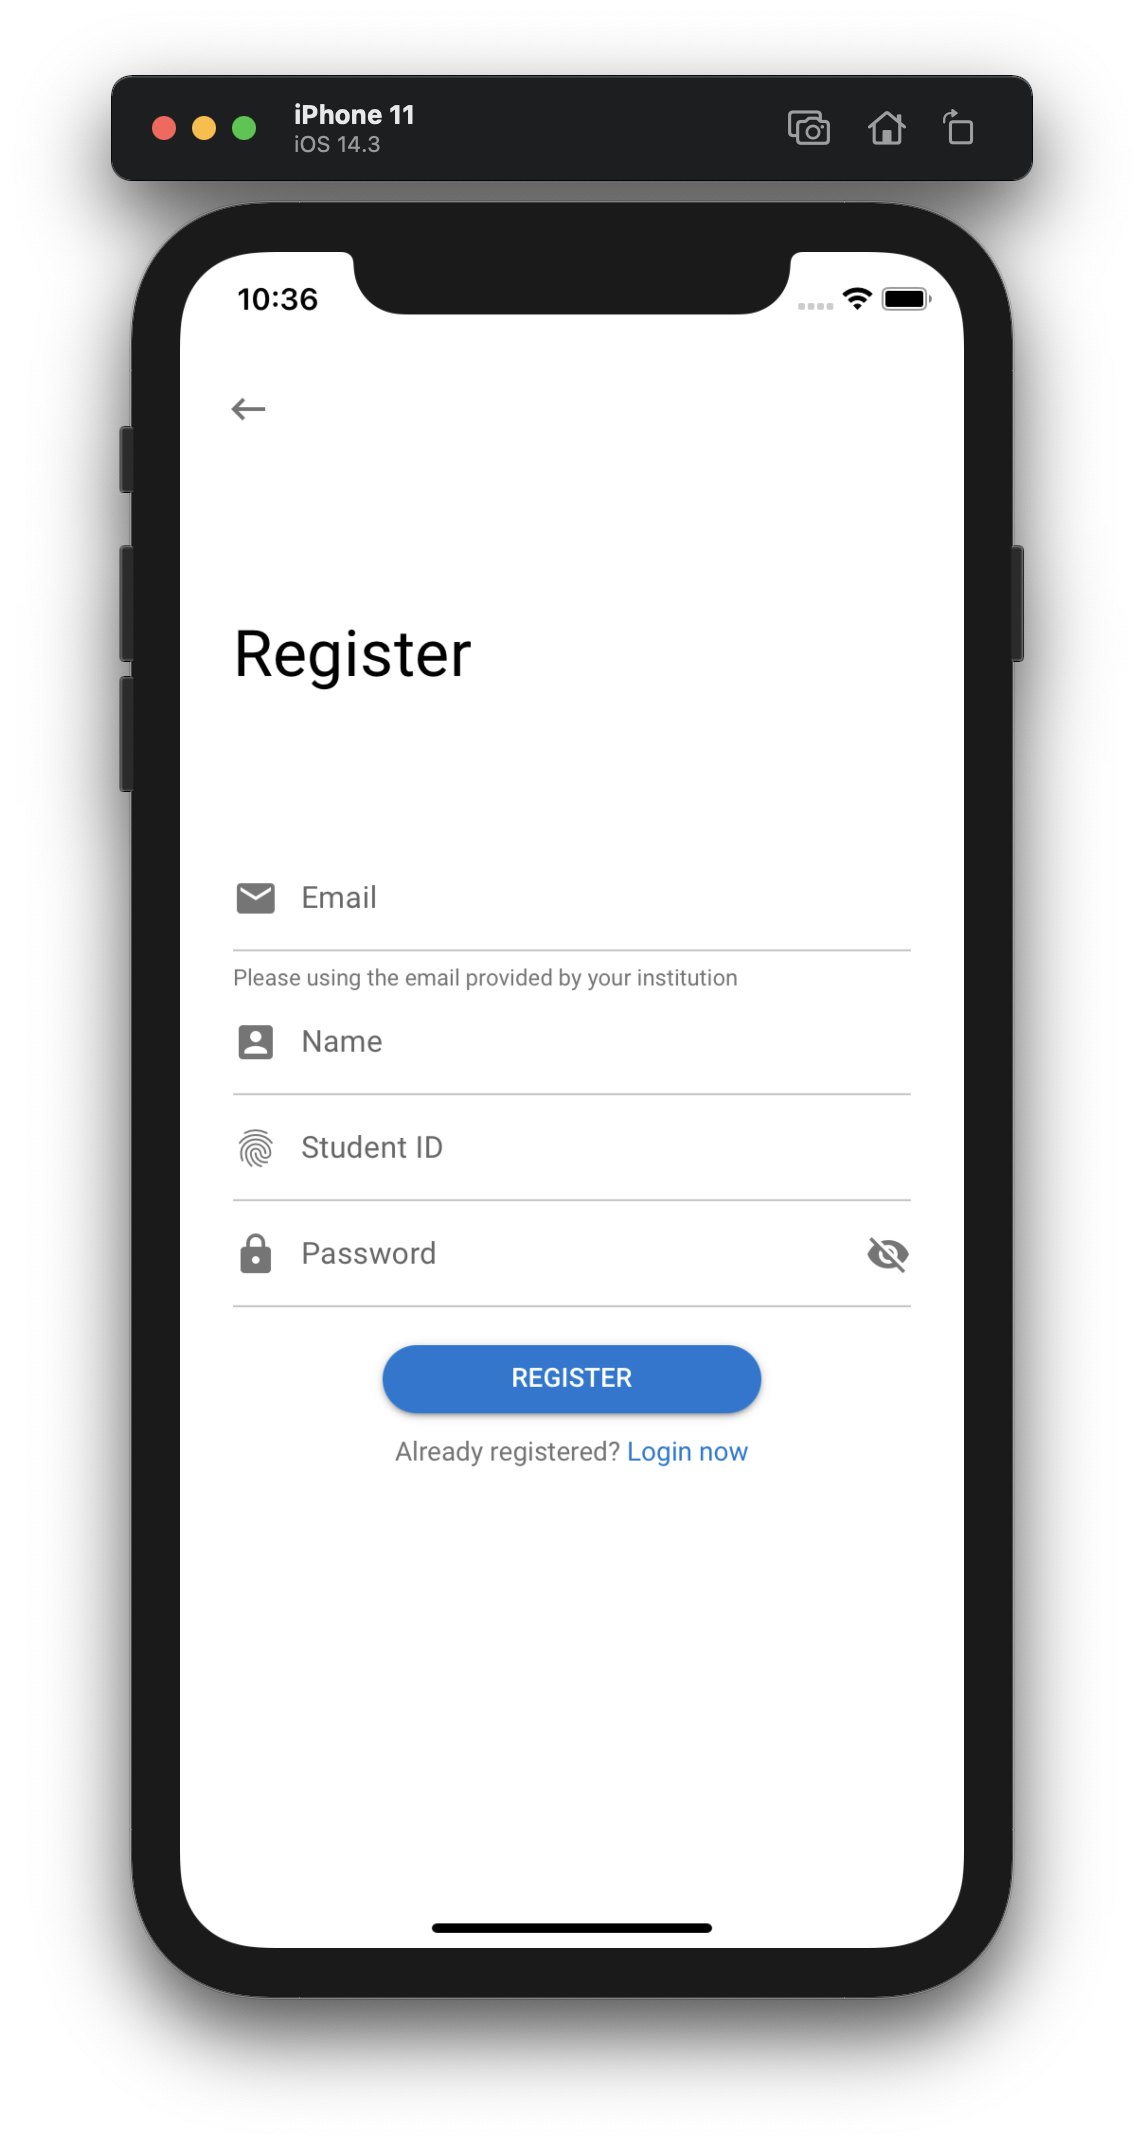 iPhone 11
iOS 14.3
10:36
Register
Email
Please using the email provided by your institution
Name
Student ID
Password
REGISTER
Already registered? Login now